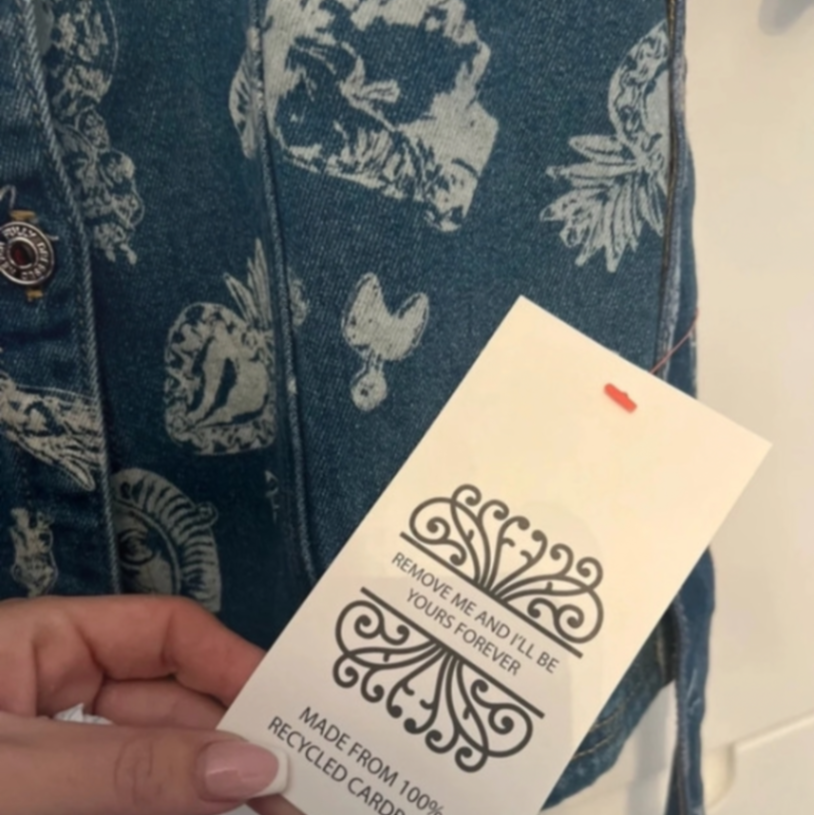 REMOVE ME AND I'LL BE
YOURS FOREVER
MADE FROM 100%
RECYCLED